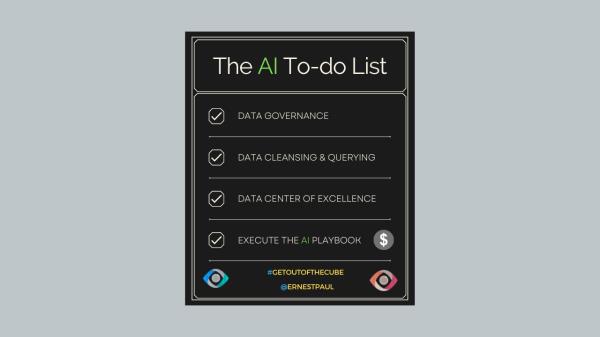 The AI To-do List
DATA GOVERNANCE
DATA CLEANSING & QUERYING
DATA CENTER OF EXCELLENCE
EXECUTE THE AI PLAYBOOK $
#GETOUTOFTHECUBE
@ERNESTPAUL